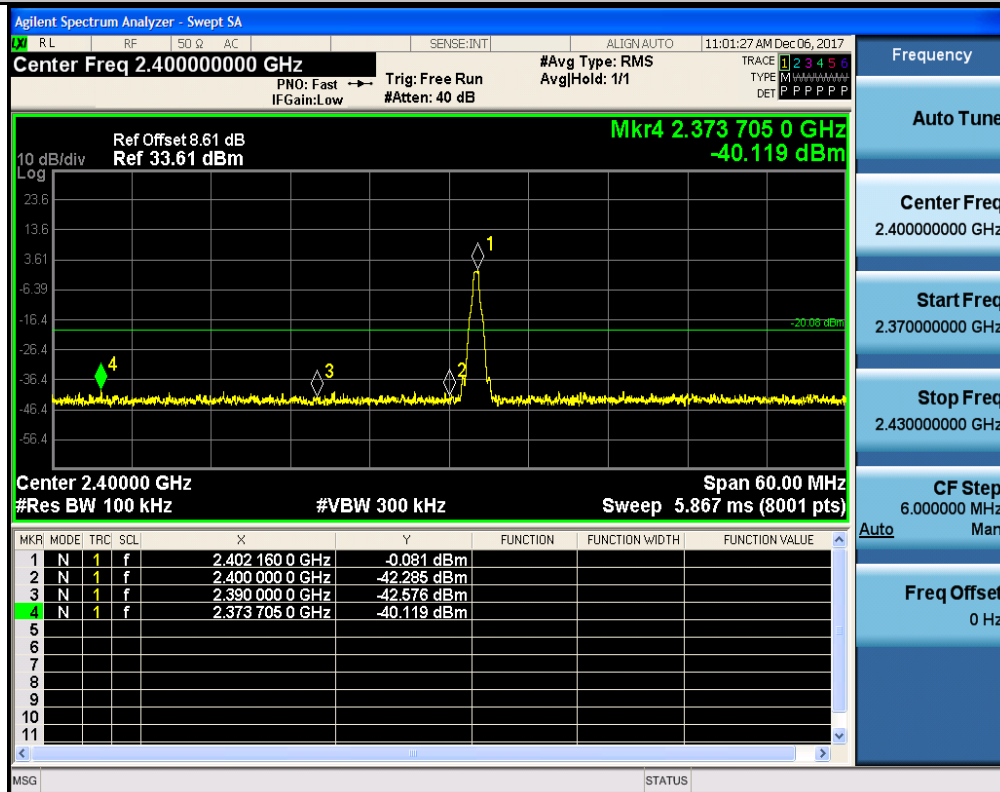 Agilent Spectrum Analyzer - Swept SA
LXI RL RF 50 Ω AC SENSE:INT ALIGN AUTO 11:01:27 AM Dec 06, 2017
Center Freq 2.400000000 GHz
PNO: Fast
IFGain:Low
Trig: Free Run
#Atten: 40 dB
#Avg Type: RMS
Avg|Hold: 1/1
TRACE 1 2 3 4 5 6
TYPE M
DET P P P P P P
Ref Offset 8.61 dB
10 dB/div Ref 33.61 dBm
Log
Mkr4 2.373 705 0 GHz
-40.119 dBm
23.6
13.6
3.61
-6.39
-16.4
-26.4
-36.4
-46.4
-56.4
-20.08 dBm
1
2
3
4
Center 2.40000 GHz Span 60.00 MHz
#Res BW 100 kHz #VBW 300 kHz Sweep 5.867 ms (8001 pts)
MKR MODE TRC SCL X Y FUNCTION FUNCTION WIDTH FUNCTION VALUE
1 N 1 f 2.402 160 0 GHz -0.081 dBm
2 N 1 f 2.400 000 0 GHz -42.285 dBm
3 N 1 f 2.390 000 0 GHz -42.576 dBm
4 N 1 f 2.373 705 0 GHz -40.119 dBm
5
6
7
8
9
10
11
MSG STATUS
Frequency
Auto Tune
Center Freq
2.400000000 GHz
Start Freq
2.370000000 GHz
Stop Freq
2.430000000 GHz
CF Step
6.000000 MHz
Auto Man
Freq Offset
0 Hz